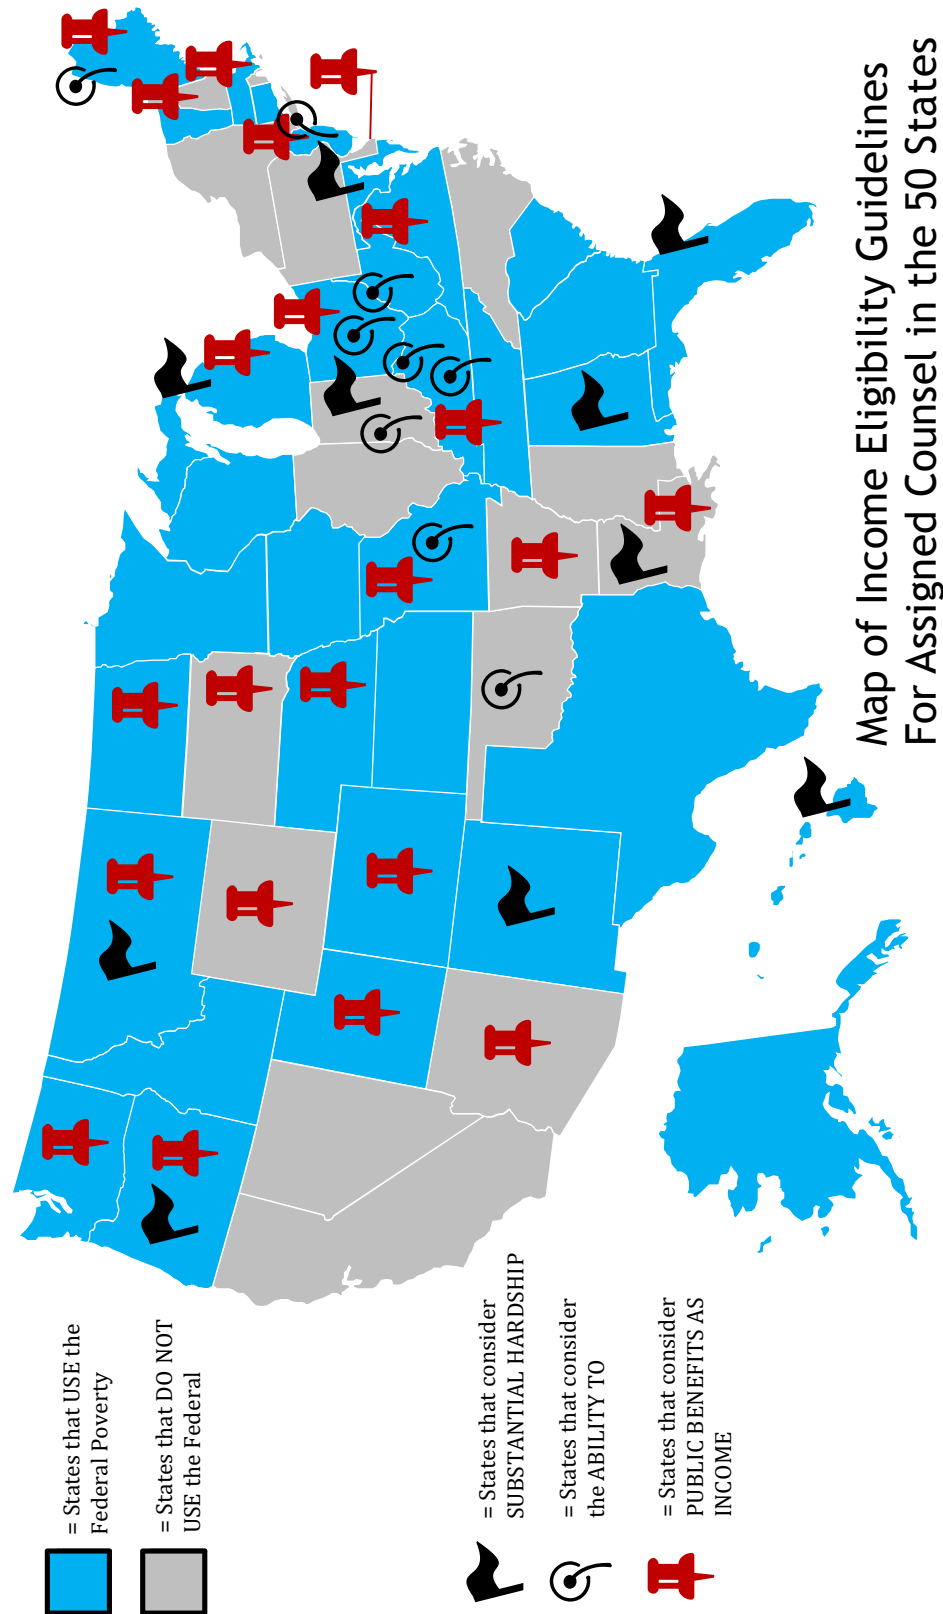 Map of Income Eligibility Guidelines
For Assigned Counsel in the 50 States
= States that USE the
Federal Poverty
= States that DO NOT
USE the Federal
= States that consider
SUBSTANTIAL HARDSHIP
= States that consider
the ABILITY TO
= States that consider
PUBLIC BENEFITS AS
INCOME